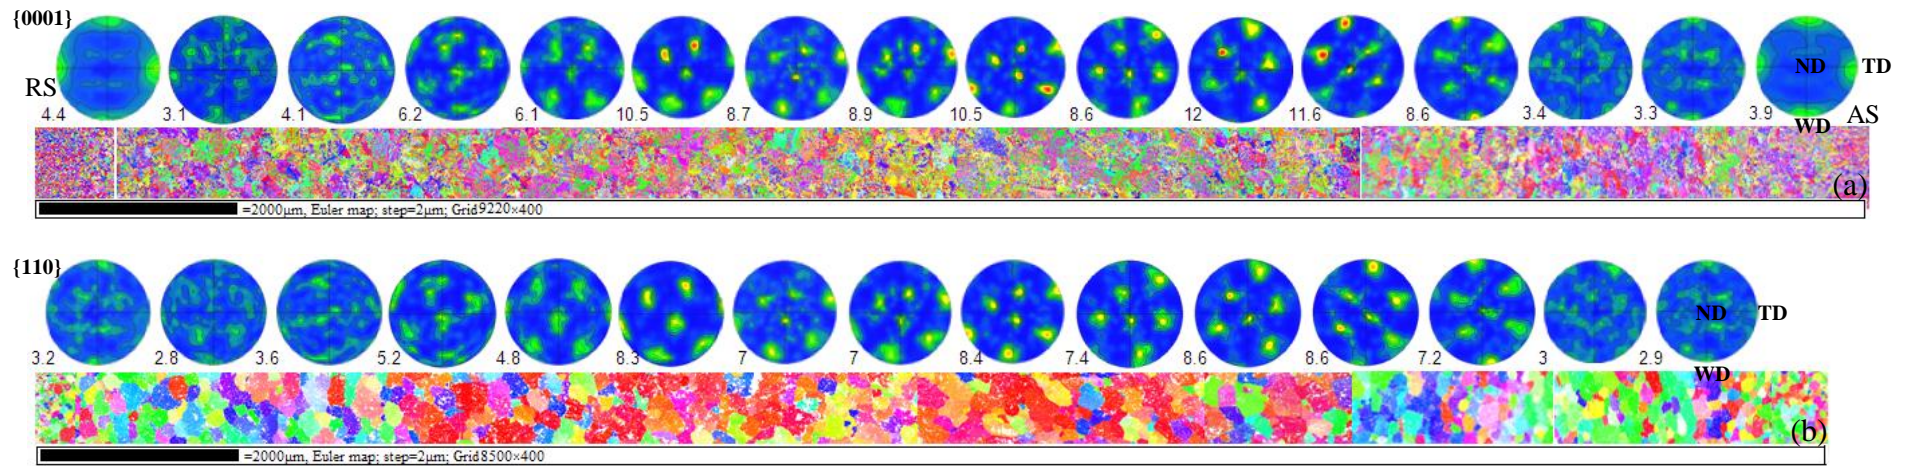 {0001}
RS
ND TD
4.4 3.1 4.1 6.2 6.1 10.5 8.7 8.9 10.5 8.6 12 11.6 8.6 3.4 3.3 3.9 AS
WD
(a)
=2000μm, Euler map; step=2μm; Grid9220×400
{110}
ND TD
3.2 2.8 3.6 5.2 4.8 8.3 7 7 8.4 7.4 8.6 8.6 7.2 3 2.9
WD
(b)
=2000μm, Euler map; step=2μm; Grid8500×400